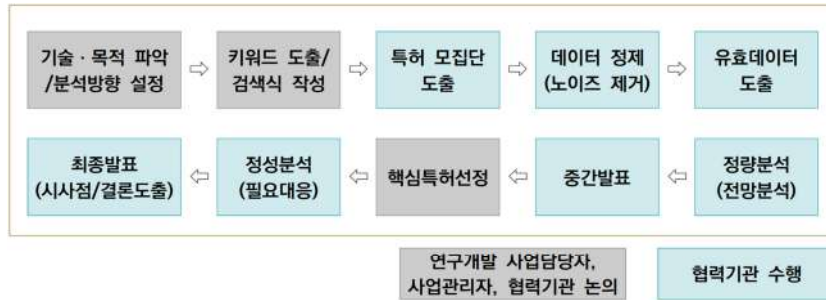 기술 · 목적 파악
/분석방향 설정
키워드 도출/
검색식 작성
특허 모집단
도출
데이터 정제
(노이즈 제거)
유효데이터
도출
최종발표
(시사점/결론도출)
정성분석
(필요대응)
핵심특허선정
중간발표
정량분석
(전망분석)
연구개발 사업담당자,
사업관리자, 협력기관 논의
협력기관 수행